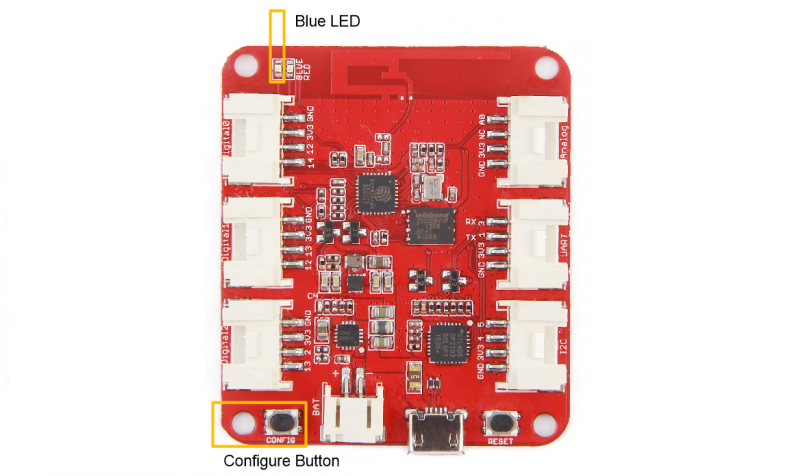 Blue LED
BLUE
RED
Digital0
GND
3V3
12
14
A0
NC
3V3
GND
Analog
Digital1
GND
3V3
13
12
RX 3
TX 1
3V3
GND
UART
C4
Digital2
GND
3V3
2
13
5
4
3V3
GND
I2C
+ -
BAT
CONFIG
RESET
Configure Button